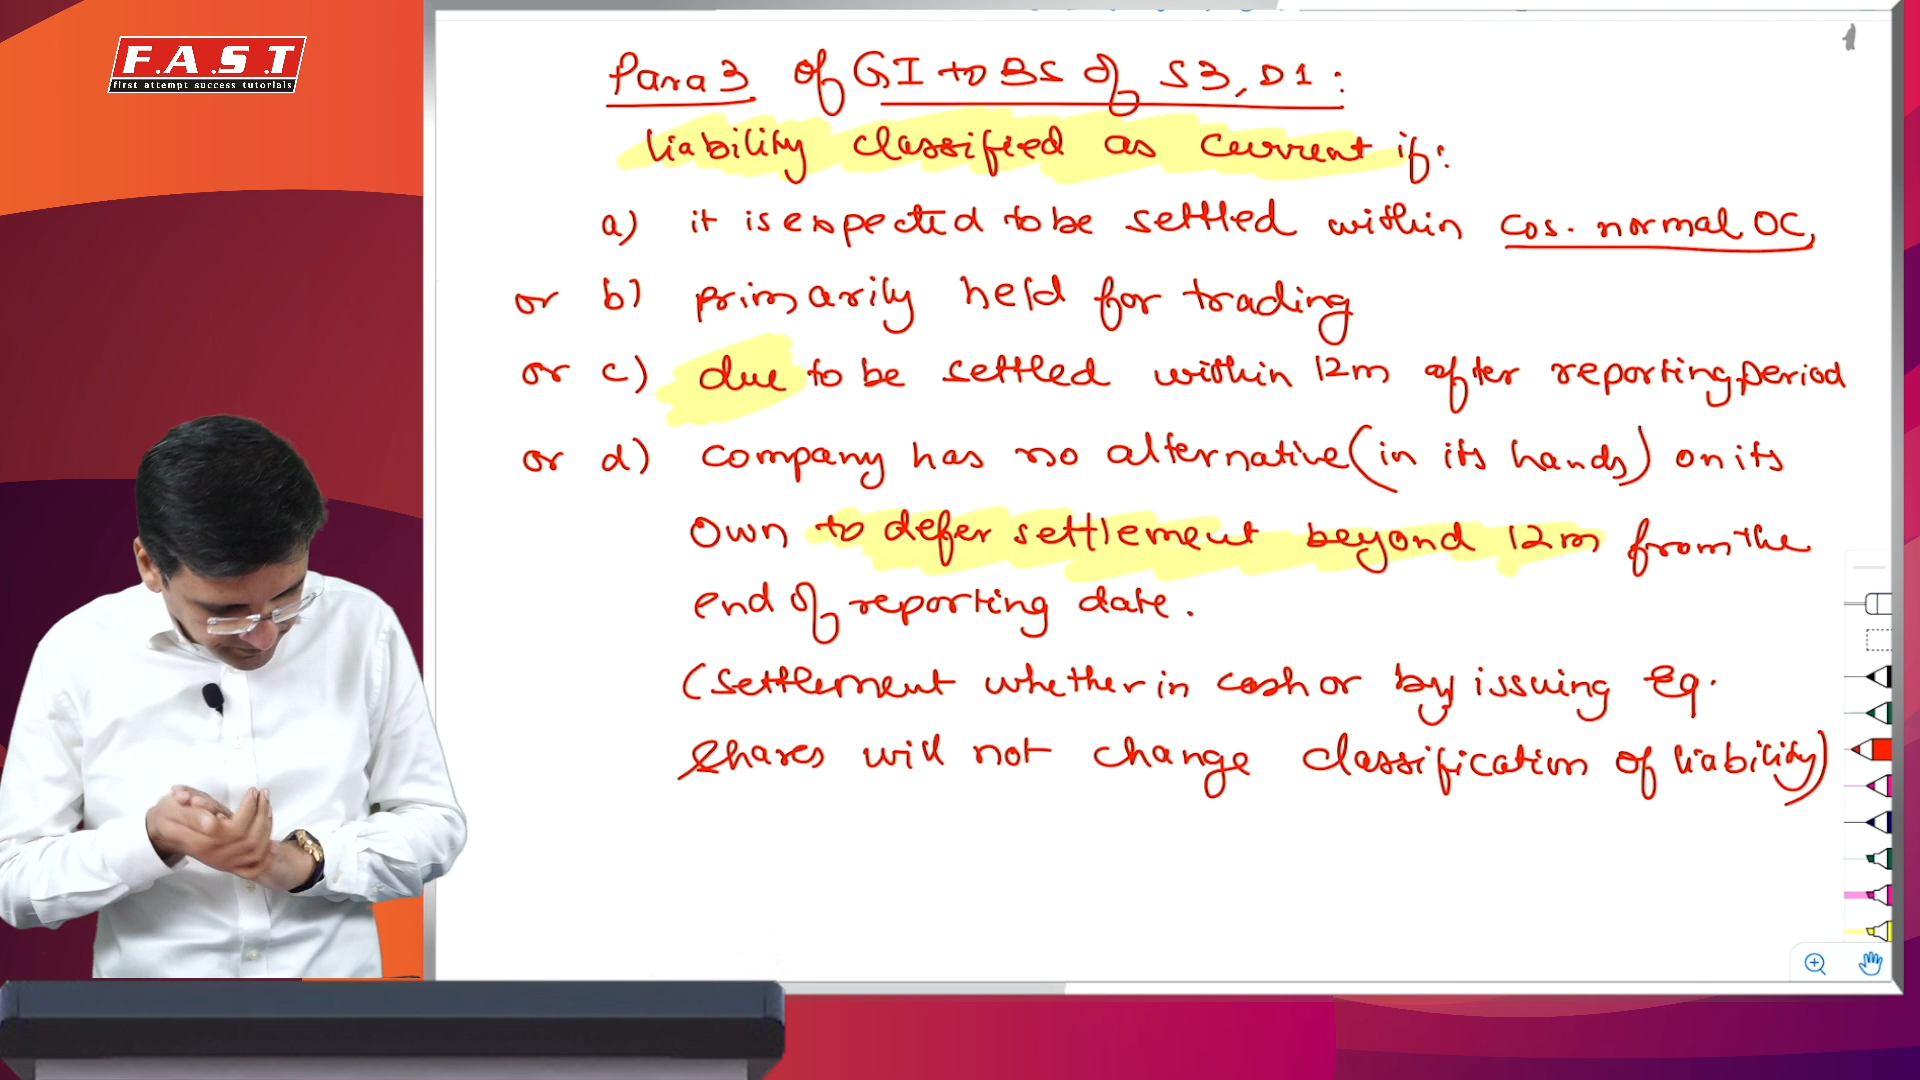 F.A.S.T
first attempt success tutorials
1
Para 3 of GI to BS of S3, D1:
liability classified as current if:
a) it is expected to be settled within cos. normal OC,
or b) primarily held for trading
or c) due to be settled within 12m after reporting period
or d) company has no alternative (in its hands) on its
own to defer settlement beyond 12m from the
end of reporting date.
(settlement whether in cash or by issuing Eq.
shares will not change classification of liability)